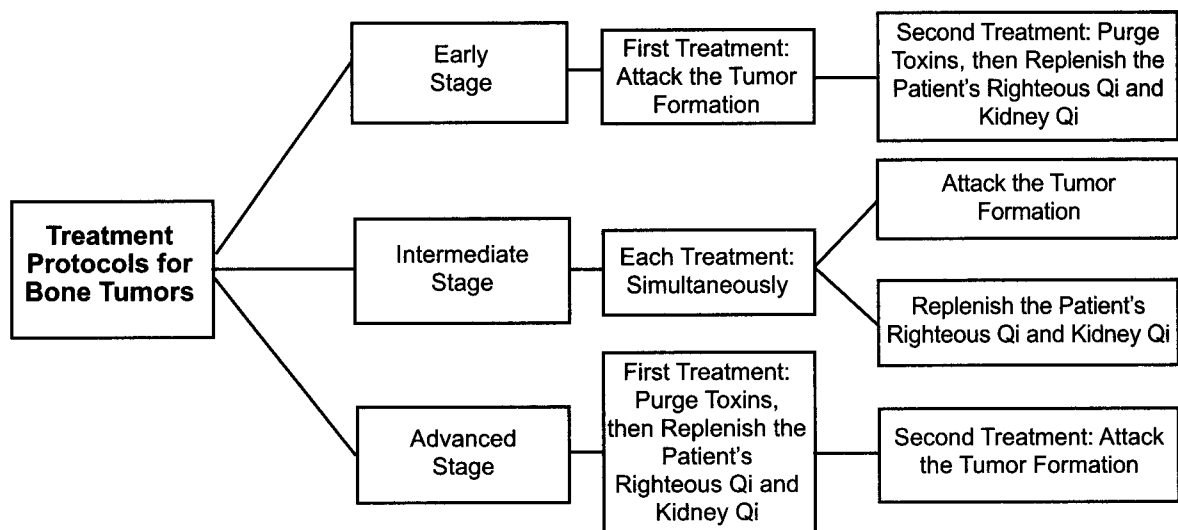 Treatment
Protocols for
Bone Tumors
Early
Stage
First Treatment:
Attack the Tumor
Formation
Second Treatment: Purge
Toxins, then Replenish the
Patient's Righteous Qi and
Kidney Qi
Intermediate
Stage
Each Treatment:
Simultaneously
Attack the Tumor
Formation
Replenish the Patient's
Righteous Qi and Kidney Qi
Advanced
Stage
First Treatment:
Purge Toxins,
then Replenish the
Patient's
Righteous Qi and
Kidney Qi
Second Treatment: Attack
the Tumor Formation